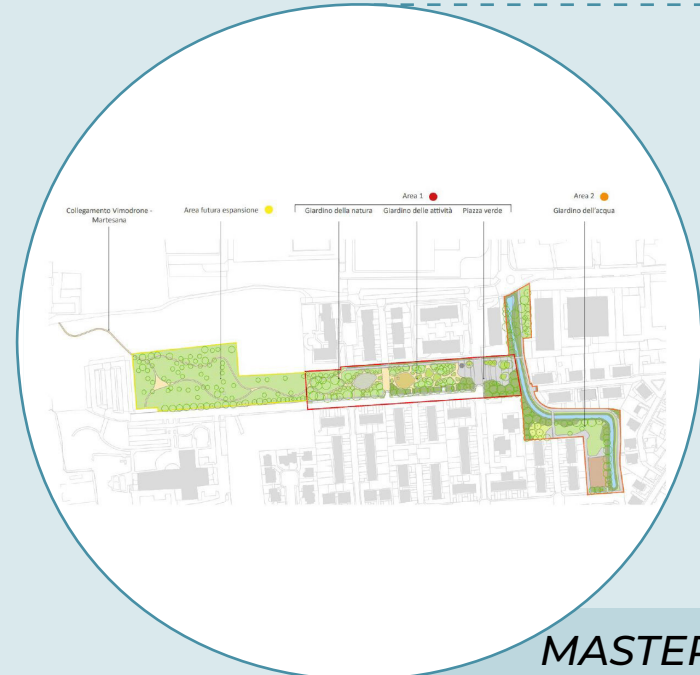 Area 1
Area 2
Collegamento Vimodrone -
Martesana
Area futura espansione
Giardino della natura
Giardino delle attività
Piazza verde
Giardino dell'acqua
MASTER